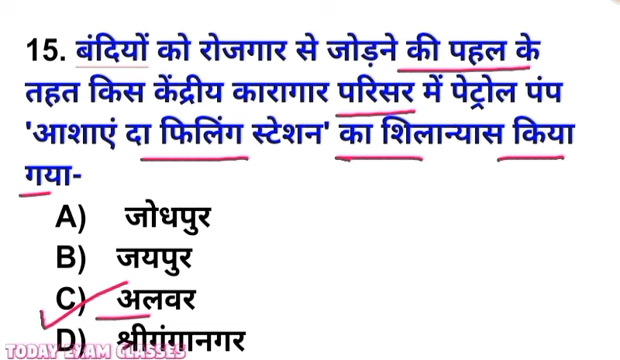 15. बंदियों को रोजगार से जोड़ने की पहल के
तहत किस केंद्रीय कारागार परिसर में पेट्रोल पंप
'आशाएं दा फिलिंग स्टेशन' का शिलान्यास किया
गया-
A) जोधपुर
B) जयपुर
C) अलवर
D) श्रीगंगानगर
TODAY EXAM CLASSES